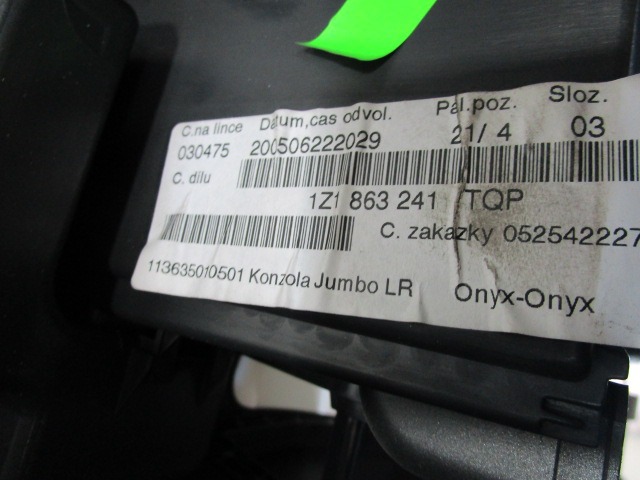 C.na lince Datum,cas odvol. Pal.poz. Sloz.
030475 200506222029 21/ 4 03
C. dilu
1Z1 863 241 TQP
C. zakazky 052542227
113635010501 Konzola Jumbo LR Onyx-Onyx